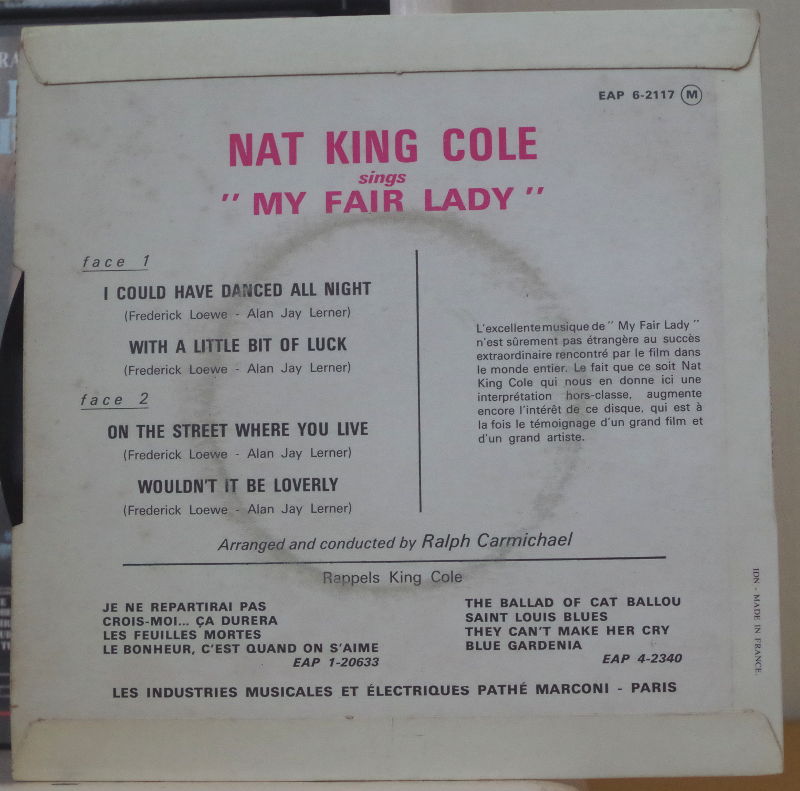 EAP 6-2117 M
NAT KING COLE
sings
" MY FAIR LADY "
face 1
I COULD HAVE DANCED ALL NIGHT
(Frederick Loewe - Alan Jay Lerner)
WITH A LITTLE BIT OF LUCK
(Frederick Loewe - Alan Jay Lerner)
face 2
ON THE STREET WHERE YOU LIVE
(Frederick Loewe - Alan Jay Lerner)
WOULDN'T IT BE LOVERLY
(Frederick Loewe - Alan Jay Lerner)
L'excellente musique de " My Fair Lady "
n'est sûrement pas étrangère au succès
extraordinaire rencontré par le film dans
le monde entier. Le fait que ce soit Nat
King Cole qui nous en donne ici une
interprétation hors-classe, augmente
encore l'intérêt de ce disque, qui est à
la fois le témoignage d'un grand film et
d'un grand artiste.
Arranged and conducted by Ralph Carmichael
Rappels King Cole
JE NE REPARTIRAI PAS
CROIS-MOI... ÇA DURERA
LES FEUILLES MORTES
LE BONHEUR, C'EST QUAND ON S'AIME
EAP 1-20633
THE BALLAD OF CAT BALLOU
SAINT LOUIS BLUES
THEY CAN'T MAKE HER CRY
BLUE GARDENIA
EAP 4-2340
LES INDUSTRIES MUSICALES ET ÉLECTRIQUES PATHÉ MARCONI - PARIS
IDN - MADE IN FRANCE